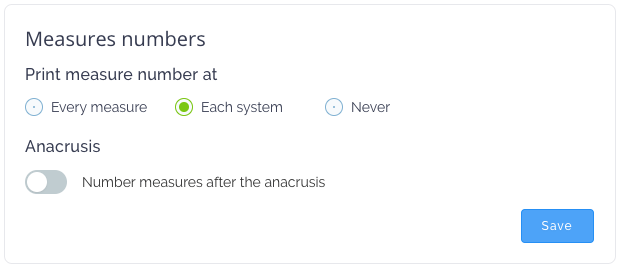 Measures numbers
Print measure number at
Every measure Each system Never
Anacrusis
Number measures after the anacrusis
Save